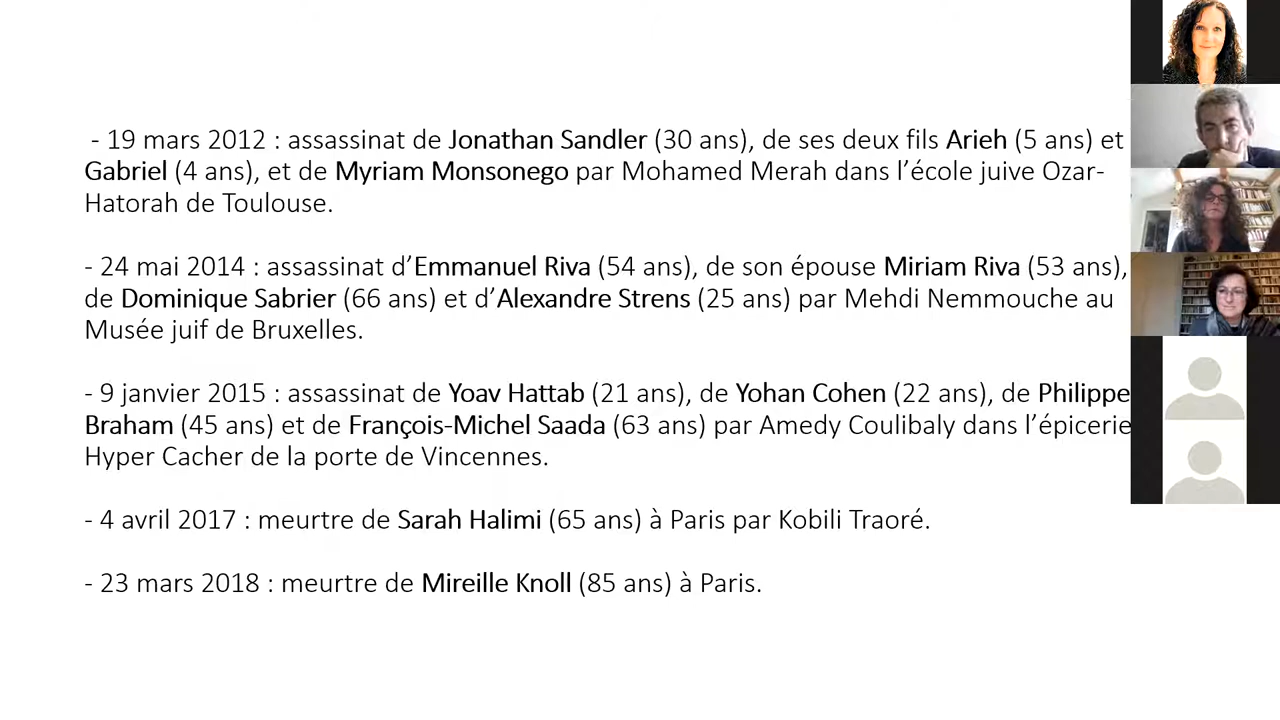 - 19 mars 2012 : assassinat de Jonathan Sandler (30 ans), de ses deux fils Arieh (5 ans) et
Gabriel (4 ans), et de Myriam Monsonego par Mohamed Merah dans l’école juive Ozar-
Hatorah de Toulouse.
- 24 mai 2014 : assassinat d’Emmanuel Riva (54 ans), de son épouse Miriam Riva (53 ans),
de Dominique Sabrier (66 ans) et d’Alexandre Strens (25 ans) par Mehdi Nemmouche au
Musée juif de Bruxelles.
- 9 janvier 2015 : assassinat de Yoav Hattab (21 ans), de Yohan Cohen (22 ans), de Philippe
Braham (45 ans) et de François-Michel Saada (63 ans) par Amedy Coulibaly dans l’épicerie
Hyper Cacher de la porte de Vincennes.
- 4 avril 2017 : meurtre de Sarah Halimi (65 ans) à Paris par Kobili Traoré.
- 23 mars 2018 : meurtre de Mireille Knoll (85 ans) à Paris.